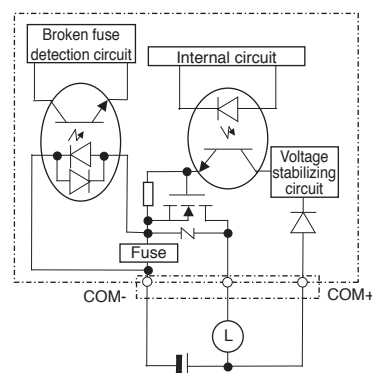 Broken fuse
detection circuit
Internal circuit
Voltage
stabilizing
circuit
Fuse
COM-
COM+
L